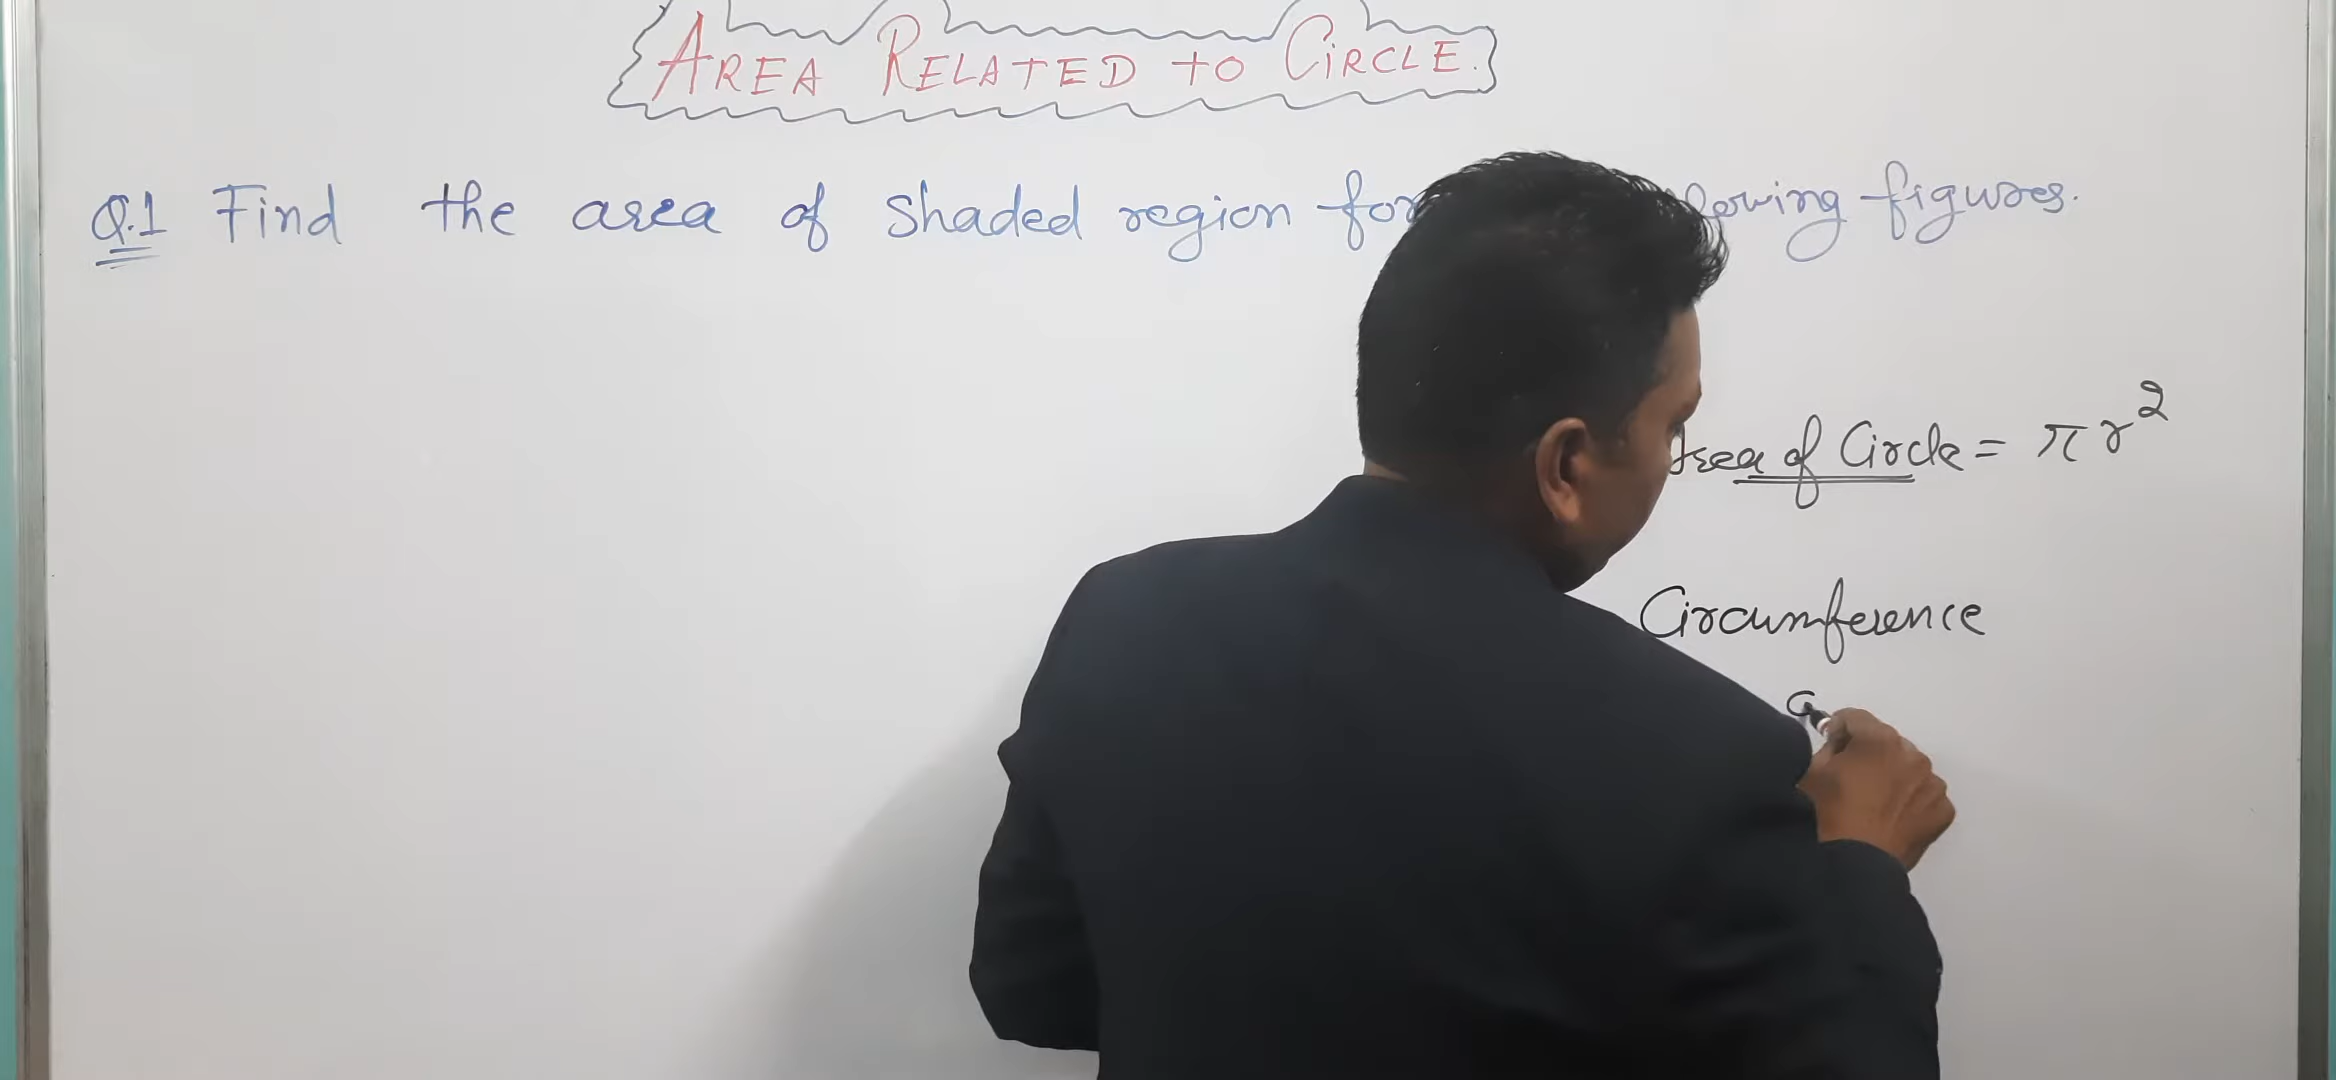 AREA RELATED TO CIRCLE.
Q.1 Find the area of shaded region for figures.
of Circle = πr²
Circumference